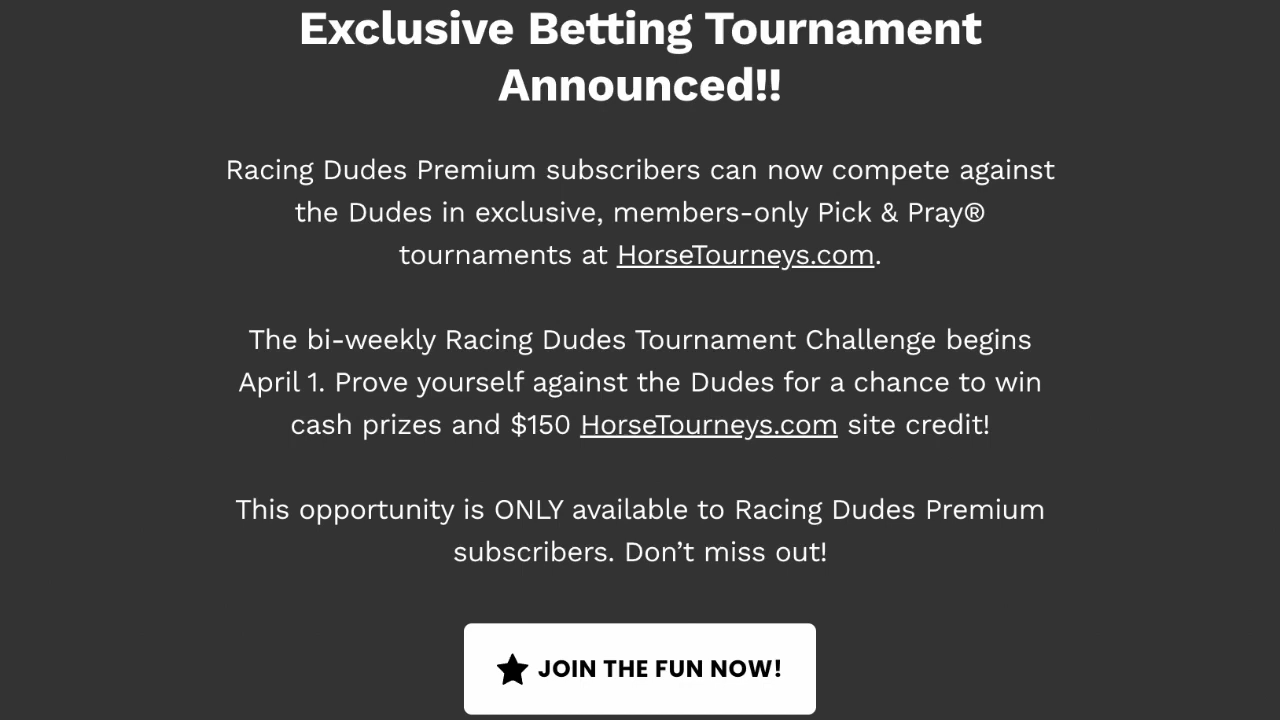 Exclusive Betting Tournament
Announced!!
Racing Dudes Premium subscribers can now compete against
the Dudes in exclusive, members-only Pick & Pray®
tournaments at HorseTourneys.com.
The bi-weekly Racing Dudes Tournament Challenge begins
April 1. Prove yourself against the Dudes for a chance to win
cash prizes and $150 HorseTourneys.com site credit!
This opportunity is ONLY available to Racing Dudes Premium
subscribers. Don’t miss out!
JOIN THE FUN NOW!